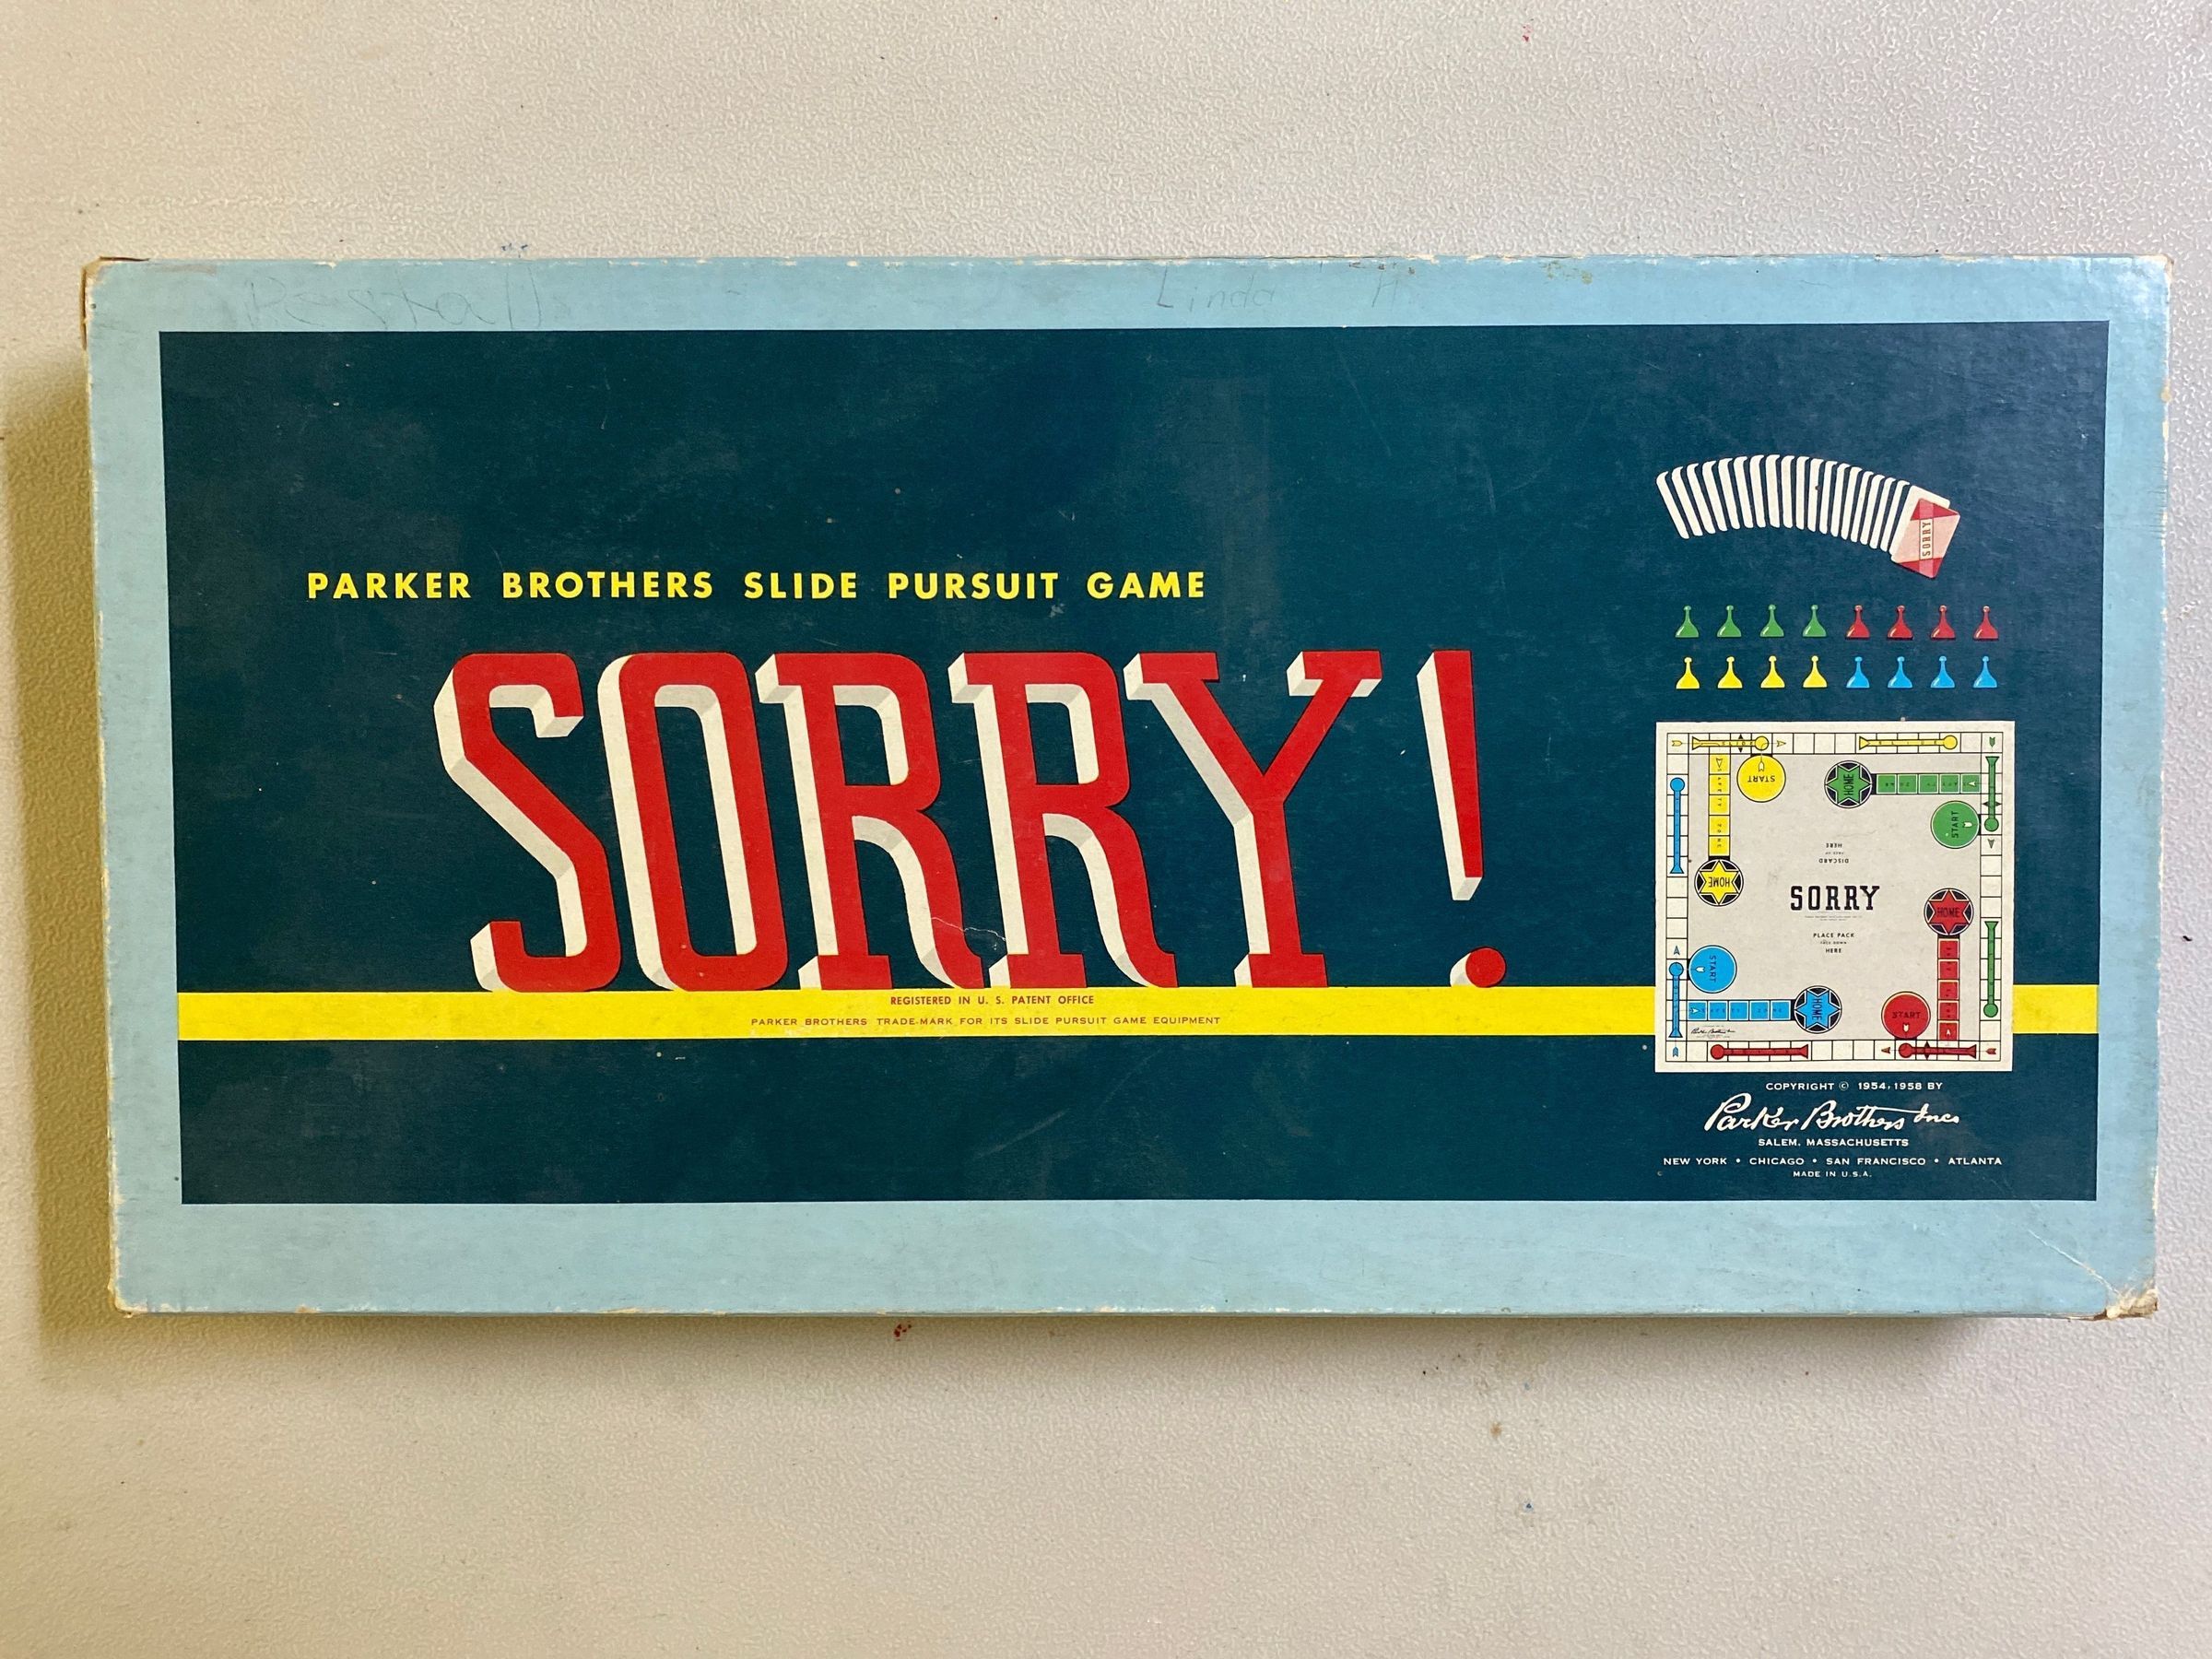 Linda H
PARKER BROTHERS SLIDE PURSUIT GAME
SORRY!
REGISTERED IN U. S. PATENT OFFICE
PARKER BROTHERS TRADE-MARK FOR ITS SLIDE PURSUIT GAME EQUIPMENT
SORRY
START
HOME
START
DISCARD
HERE
HOME
SORRY
HOME
PLACE PACK
FACE DOWN
HERE
START
HOME
START
COPYRIGHT © 1954, 1958 BY
Parker Brothers Inc.
SALEM, MASSACHUSETTS
NEW YORK • CHICAGO • SAN FRANCISCO • ATLANTA
MADE IN U.S.A.